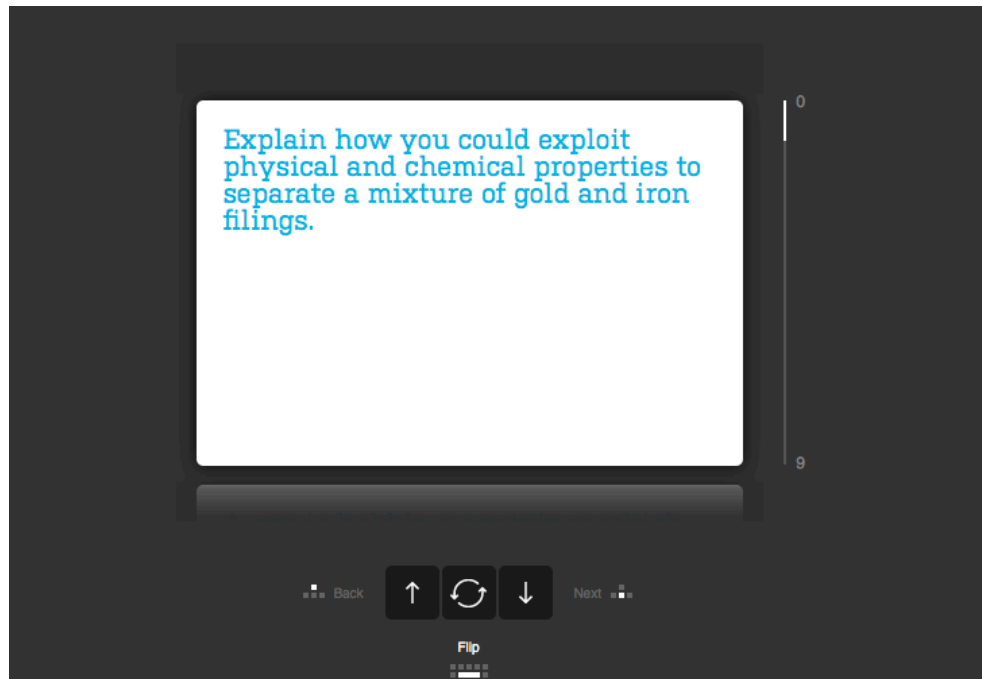 Explain how you could exploit
physical and chemical properties to
separate a mixture of gold and iron
filings.
0
9
Back
Next
Flip